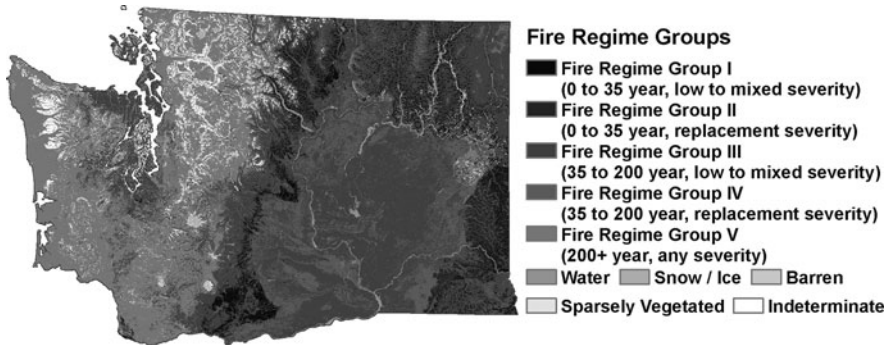 Fire Regime Groups
Fire Regime Group I
(0 to 35 year, low to mixed severity)
Fire Regime Group II
(0 to 35 year, replacement severity)
Fire Regime Group III
(35 to 200 year, low to mixed severity)
Fire Regime Group IV
(35 to 200 year, replacement severity)
Fire Regime Group V
(200+ year, any severity)
Water Snow / Ice Barren
Sparsely Vegetated Indeterminate